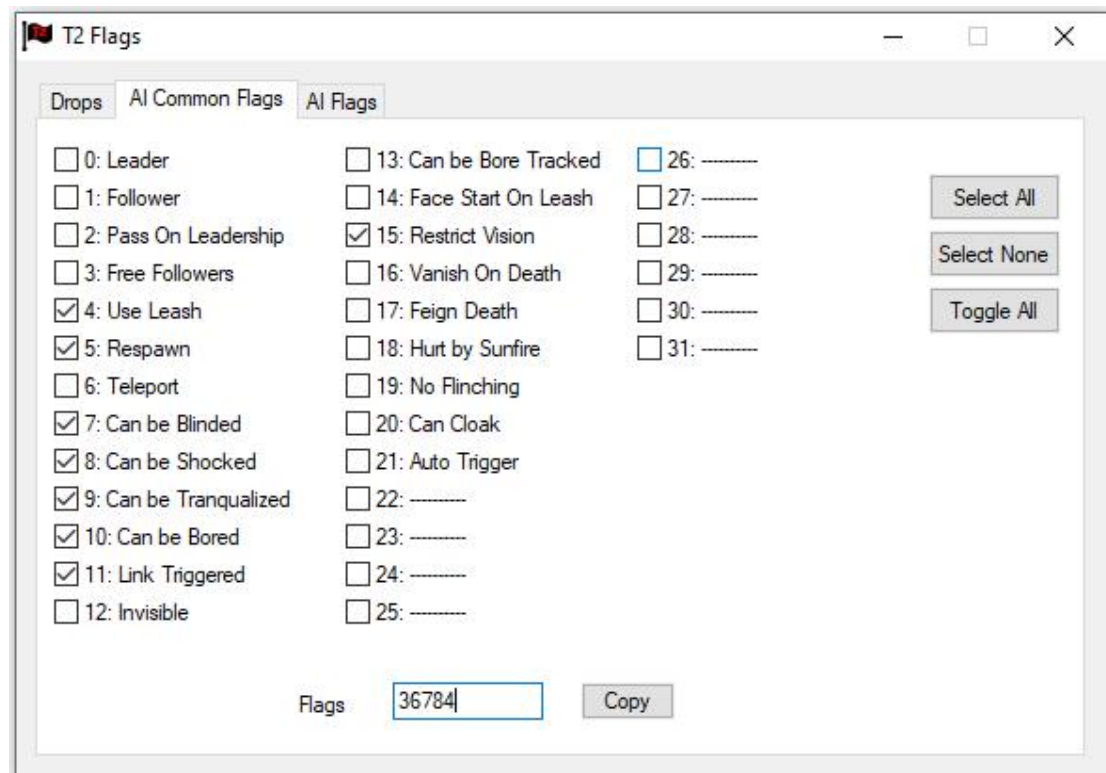 T2 Flags
Drops
AI Common Flags
AI Flags
0: Leader
1: Follower
2: Pass On Leadership
3: Free Followers
4: Use Leash
5: Respawn
6: Teleport
7: Can be Blinded
8: Can be Shocked
9: Can be Tranqualized
10: Can be Bored
11: Link Triggered
12: Invisible
13: Can be Bore Tracked
14: Face Start On Leash
15: Restrict Vision
16: Vanish On Death
17: Feign Death
18: Hurt by Sunfire
19: No Flinching
20: Can Cloak
21: Auto Trigger
22: ----------
23: ----------
24: ----------
25: ----------
26: ----------
27: ----------
28: ----------
29: ----------
30: ----------
31: ----------
Select All
Select None
Toggle All
Flags
36784
Copy